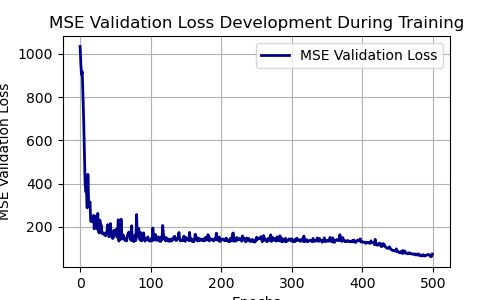 MSE Validation Loss Development During Training
MSE Validation Loss
MSE Validation Loss
1000
800
600
400
200
0
100
200
300
400
500
Epochs